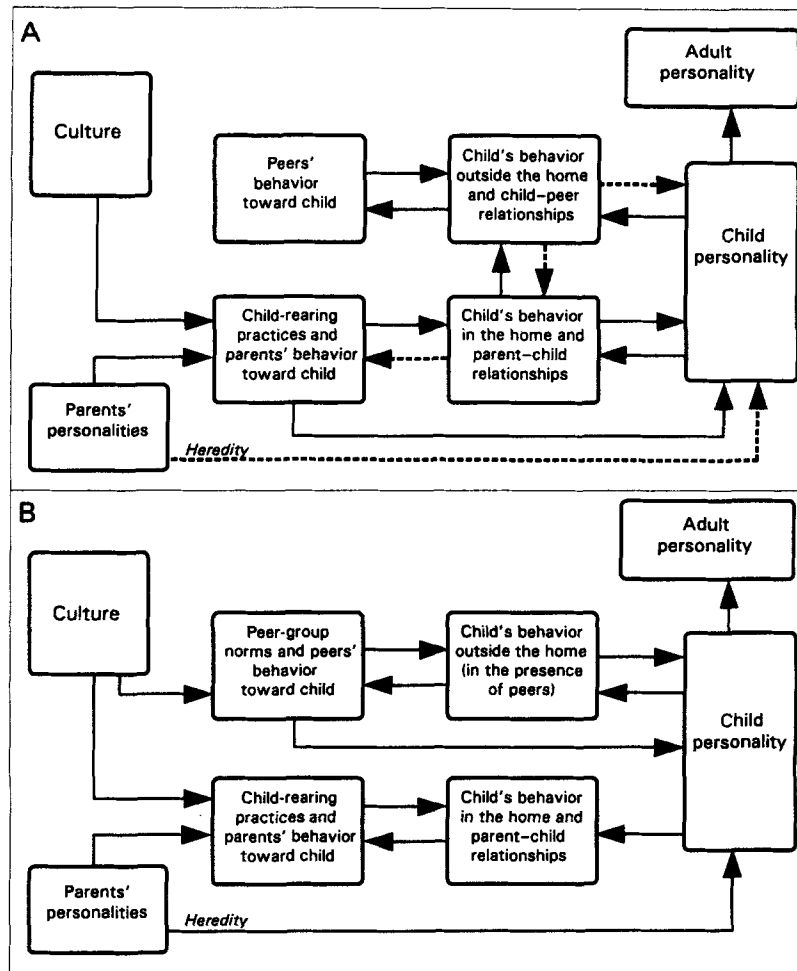 A
Adult
personality
Culture
Peers'
behavior
toward child
Child's behavior
outside the home
and child–peer
relationships
Child
personality
Child-rearing
practices and
parents' behavior
toward child
Child's behavior
in the home and
parent–child
relationships
Parents'
personalities
Heredity
B
Adult
personality
Culture
Peer-group
norms and peers'
behavior
toward child
Child's behavior
outside the home
(in the presence
of peers)
Child
personality
Child-rearing
practices and
parents' behavior
toward child
Child's behavior
in the home and
parent–child
relationships
Parents'
personalities
Heredity